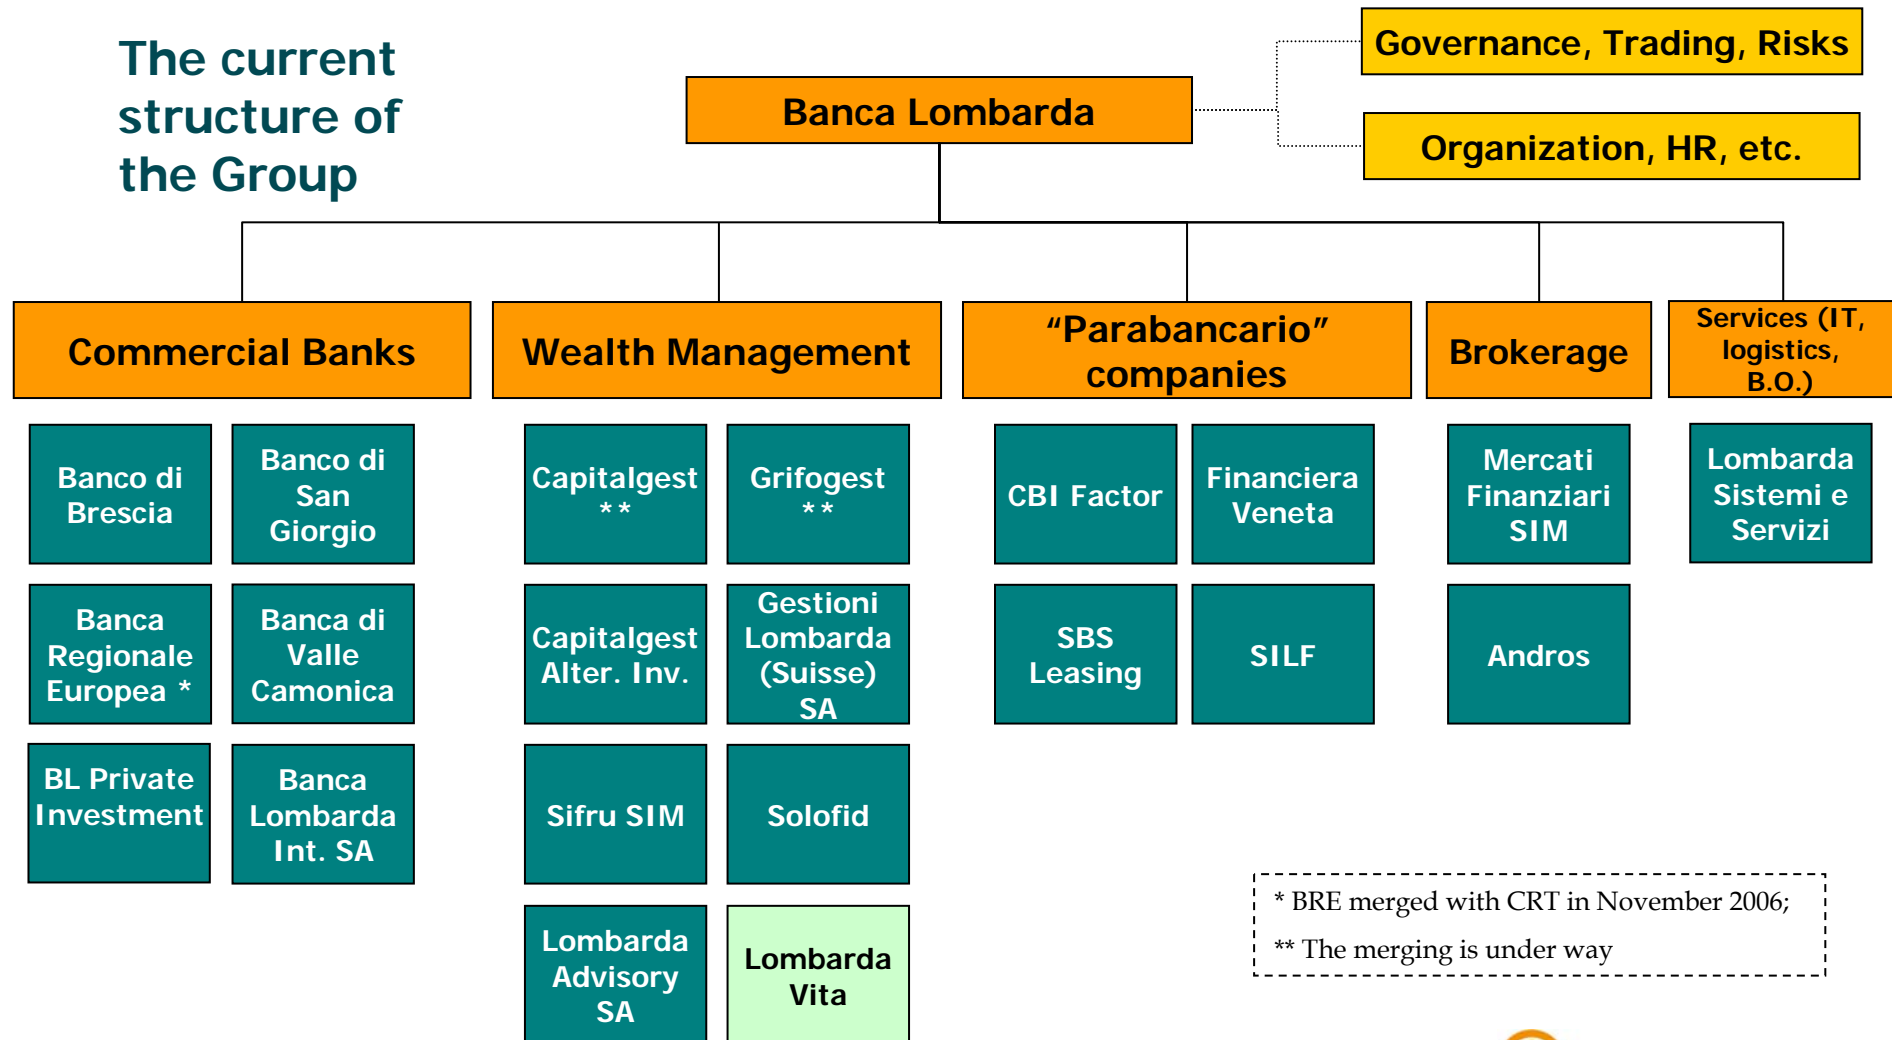 The current
structure of
the Group
Banca Lombarda
Governance, Trading, Risks
Organization, HR, etc.
Commercial Banks
Wealth Management
“Parabancario”
companies
Brokerage
Services (IT,
logistics,
B.O.)
Banco di
Brescia
Banco di
San
Giorgio
Capitalgest
**
Grifogest
**
CBI Factor
Financiera
Veneta
Mercati
Finanziari
SIM
Lombarda
Sistemi e
Servizi
Banca
Regionale
Europea *
Banca di
Valle
Camonica
Capitalgest
Alter. Inv.
Gestioni
Lombarda
(Suisse)
SA
SBS
Leasing
SILF
Andros
BL Private
Investment
Banca
Lombarda
Int. SA
Sifru SIM
Solofid
Lombarda
Advisory
SA
Lombarda
Vita
* BRE merged with CRT in November 2006;
** The merging is under way